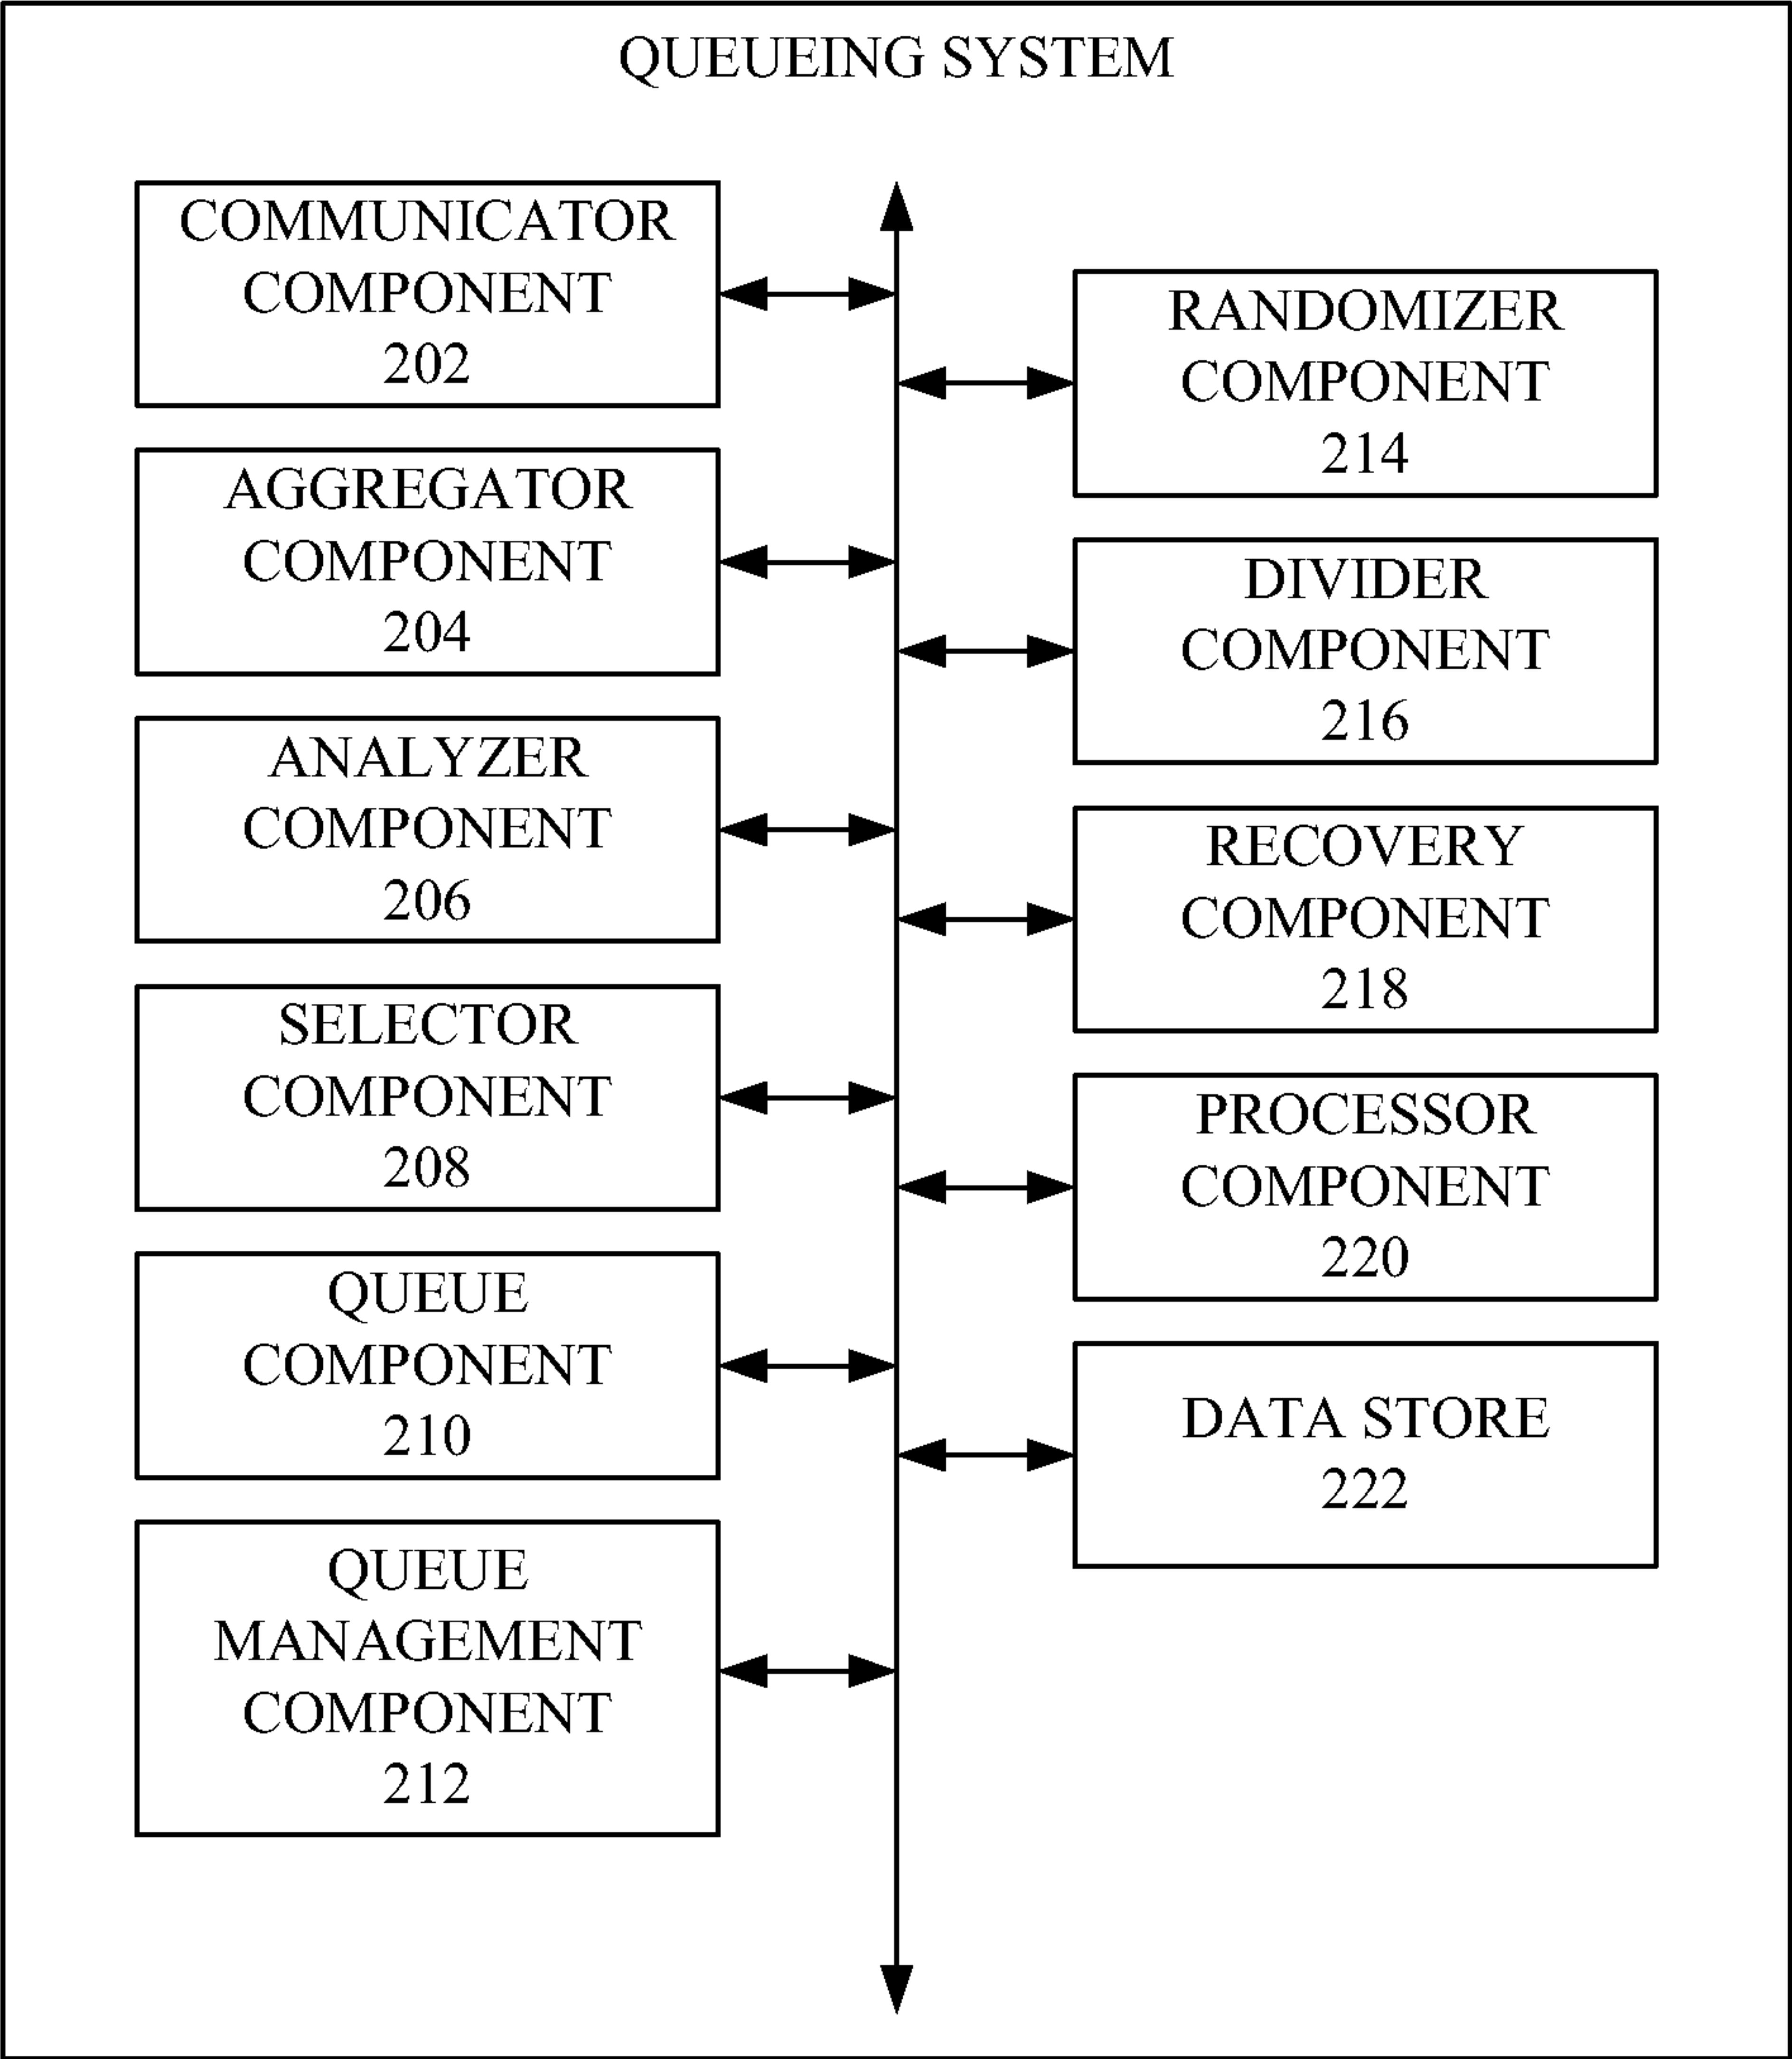 QUEUEING SYSTEM
COMMUNICATOR
COMPONENT
202
AGGREGATOR
COMPONENT
204
ANALYZER
COMPONENT
206
SELECTOR
COMPONENT
208
QUEUE
COMPONENT
210
QUEUE
MANAGEMENT
COMPONENT
212
RANDOMIZER
COMPONENT
214
DIVIDER
COMPONENT
216
RECOVERY
COMPONENT
218
PROCESSOR
COMPONENT
220
DATA STORE
222